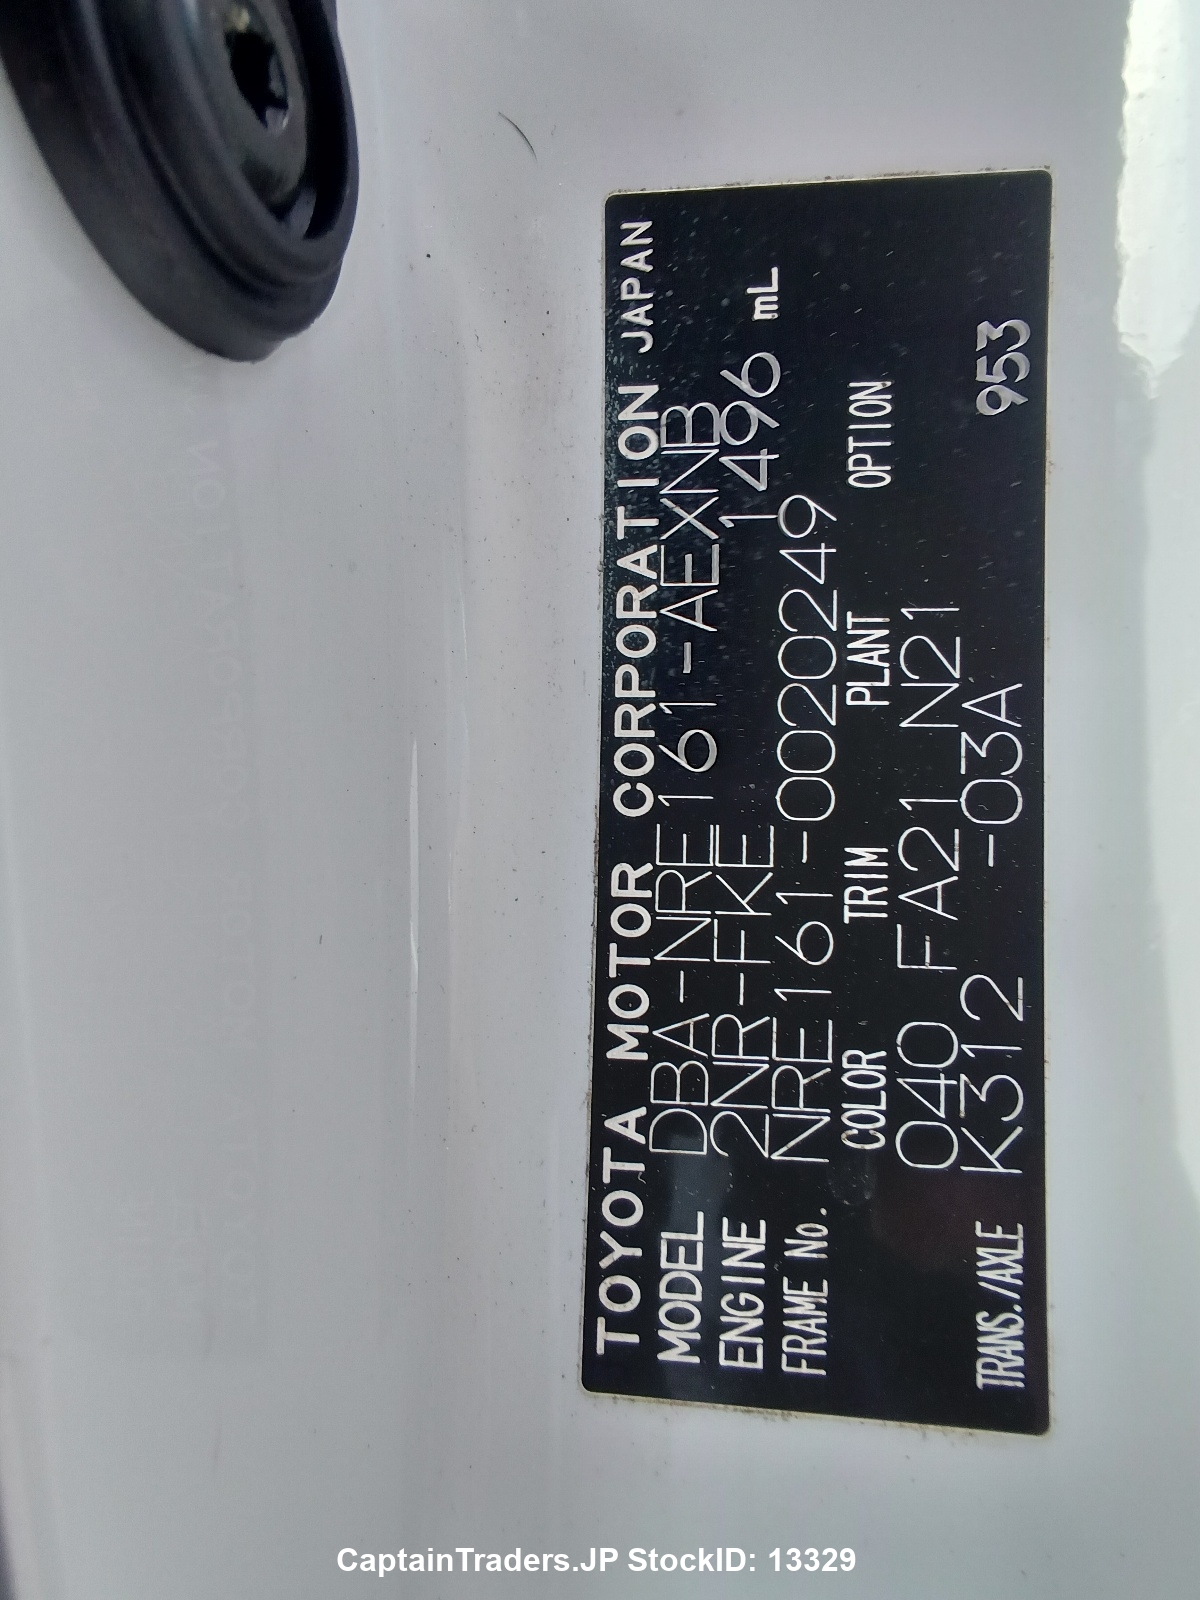 TOYOTA MOTOR CORPORATION JAPAN
MODEL DBA-NRE161-AEXNB
ENGINE 2NR-FKE 1496 mL
FRAME No. NRE161-0020249
COLOR TRIM PLANT OPTION
040 FA21 N21
TRANS./AXLE K312 -03A 953
CaptainTraders.JP StockID: 13329